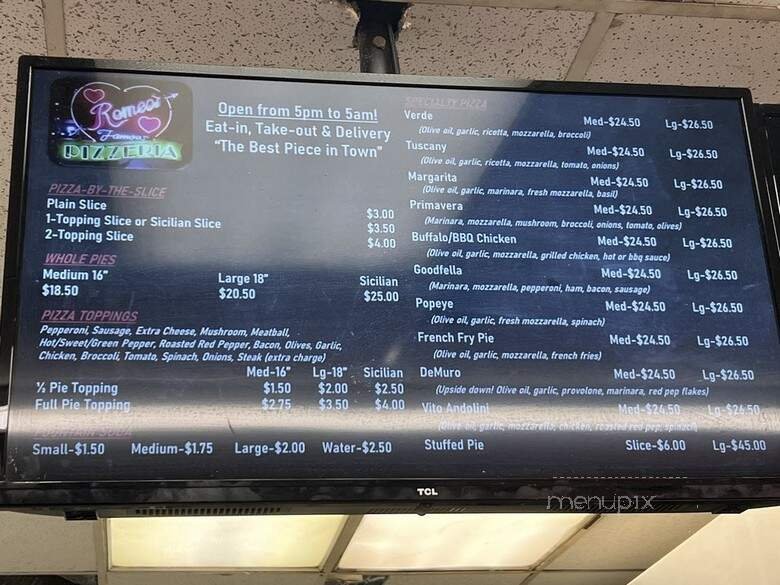 Romeo's
Famous
PIZZERIA
Open from 5pm to 5am!
Eat-in, Take-out & Delivery
"The Best Piece in Town"
PIZZA-BY-THE-SLICE
Plain Slice $3.00
1-Topping Slice or Sicilian Slice $3.50
2-Topping Slice $4.00
WHOLE PIES
Medium 16" Large 18" Sicilian
$18.50 $20.50 $25.00
PIZZA TOPPINGS
Pepperoni, Sausage, Extra Cheese, Mushroom, Meatball,
Hot/Sweet/Green Pepper, Roasted Red Pepper, Bacon, Olives, Garlic,
Chicken, Broccoli, Tomato, Spinach, Onions, Steak (extra charge)
Med-16" Lg-18" Sicilian
½ Pie Topping $1.50 $2.00 $2.50
Full Pie Topping $2.75 $3.50 $4.00
FOUNTAIN SODA
Small-$1.50 Medium-$1.75 Large-$2.00 Water-$2.50
SPECIALTY PIZZA
Verde Med-$24.50 Lg-$26.50
(Olive oil, garlic, ricotta, mozzarella, broccoli)
Tuscany Med-$24.50 Lg-$26.50
(Olive oil, garlic, ricotta, mozzarella, tomato, onions)
Margarita Med-$24.50 Lg-$26.50
(Olive oil, garlic, marinara, fresh mozzarella, basil)
Primavera Med-$24.50 Lg-$26.50
(Marinara, mozzarella, mushroom, broccoli, onions, tomato, olives)
Buffalo/BBQ Chicken Med-$24.50 Lg-$26.50
(Olive oil, garlic, mozzarella, grilled chicken, hot or bbq sauce)
Goodfella Med-$24.50 Lg-$26.50
(Marinara, mozzarella, pepperoni, ham, bacon, sausage)
Popeye Med-$24.50 Lg-$26.50
(Olive oil, garlic, fresh mozzarella, spinach)
French Fry Pie Med-$24.50 Lg-$26.50
(Olive oil, garlic, mozzarella, french fries)
DeMuro Med-$24.50 Lg-$26.50
(Upside down! Olive oil, garlic, provolone, marinara, red pep flakes)
Vito Andolini Med-$24.50 Lg-$26.50
(Olive oil, garlic, mozzarella, chicken, roasted red pep, spinach)
Stuffed Pie Slice-$6.00 Lg-$45.00
TCL
menupix